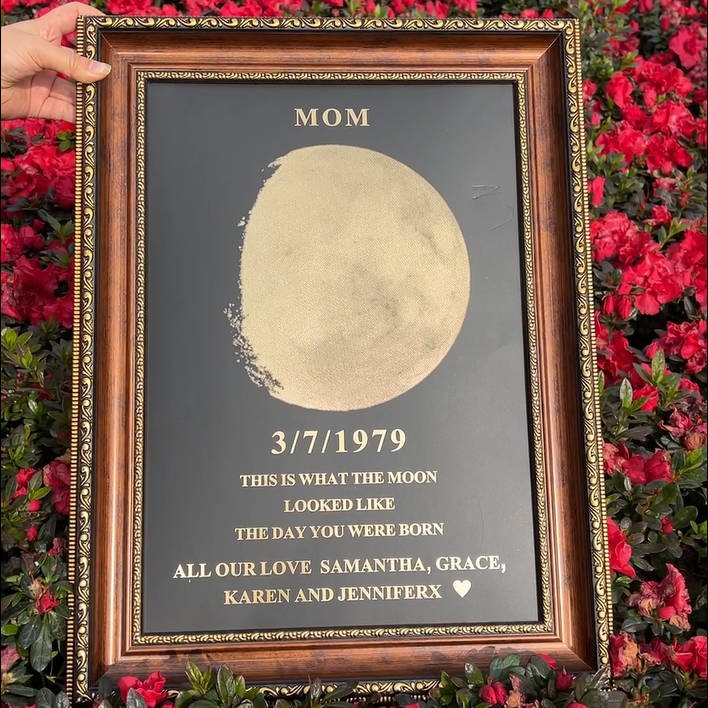 MOM
3/7/1979
THIS IS WHAT THE MOON
LOOKED LIKE
THE DAY YOU WERE BORN
ALL OUR LOVE SAMANTHA, GRACE,
KAREN AND JENNIFERX ♥